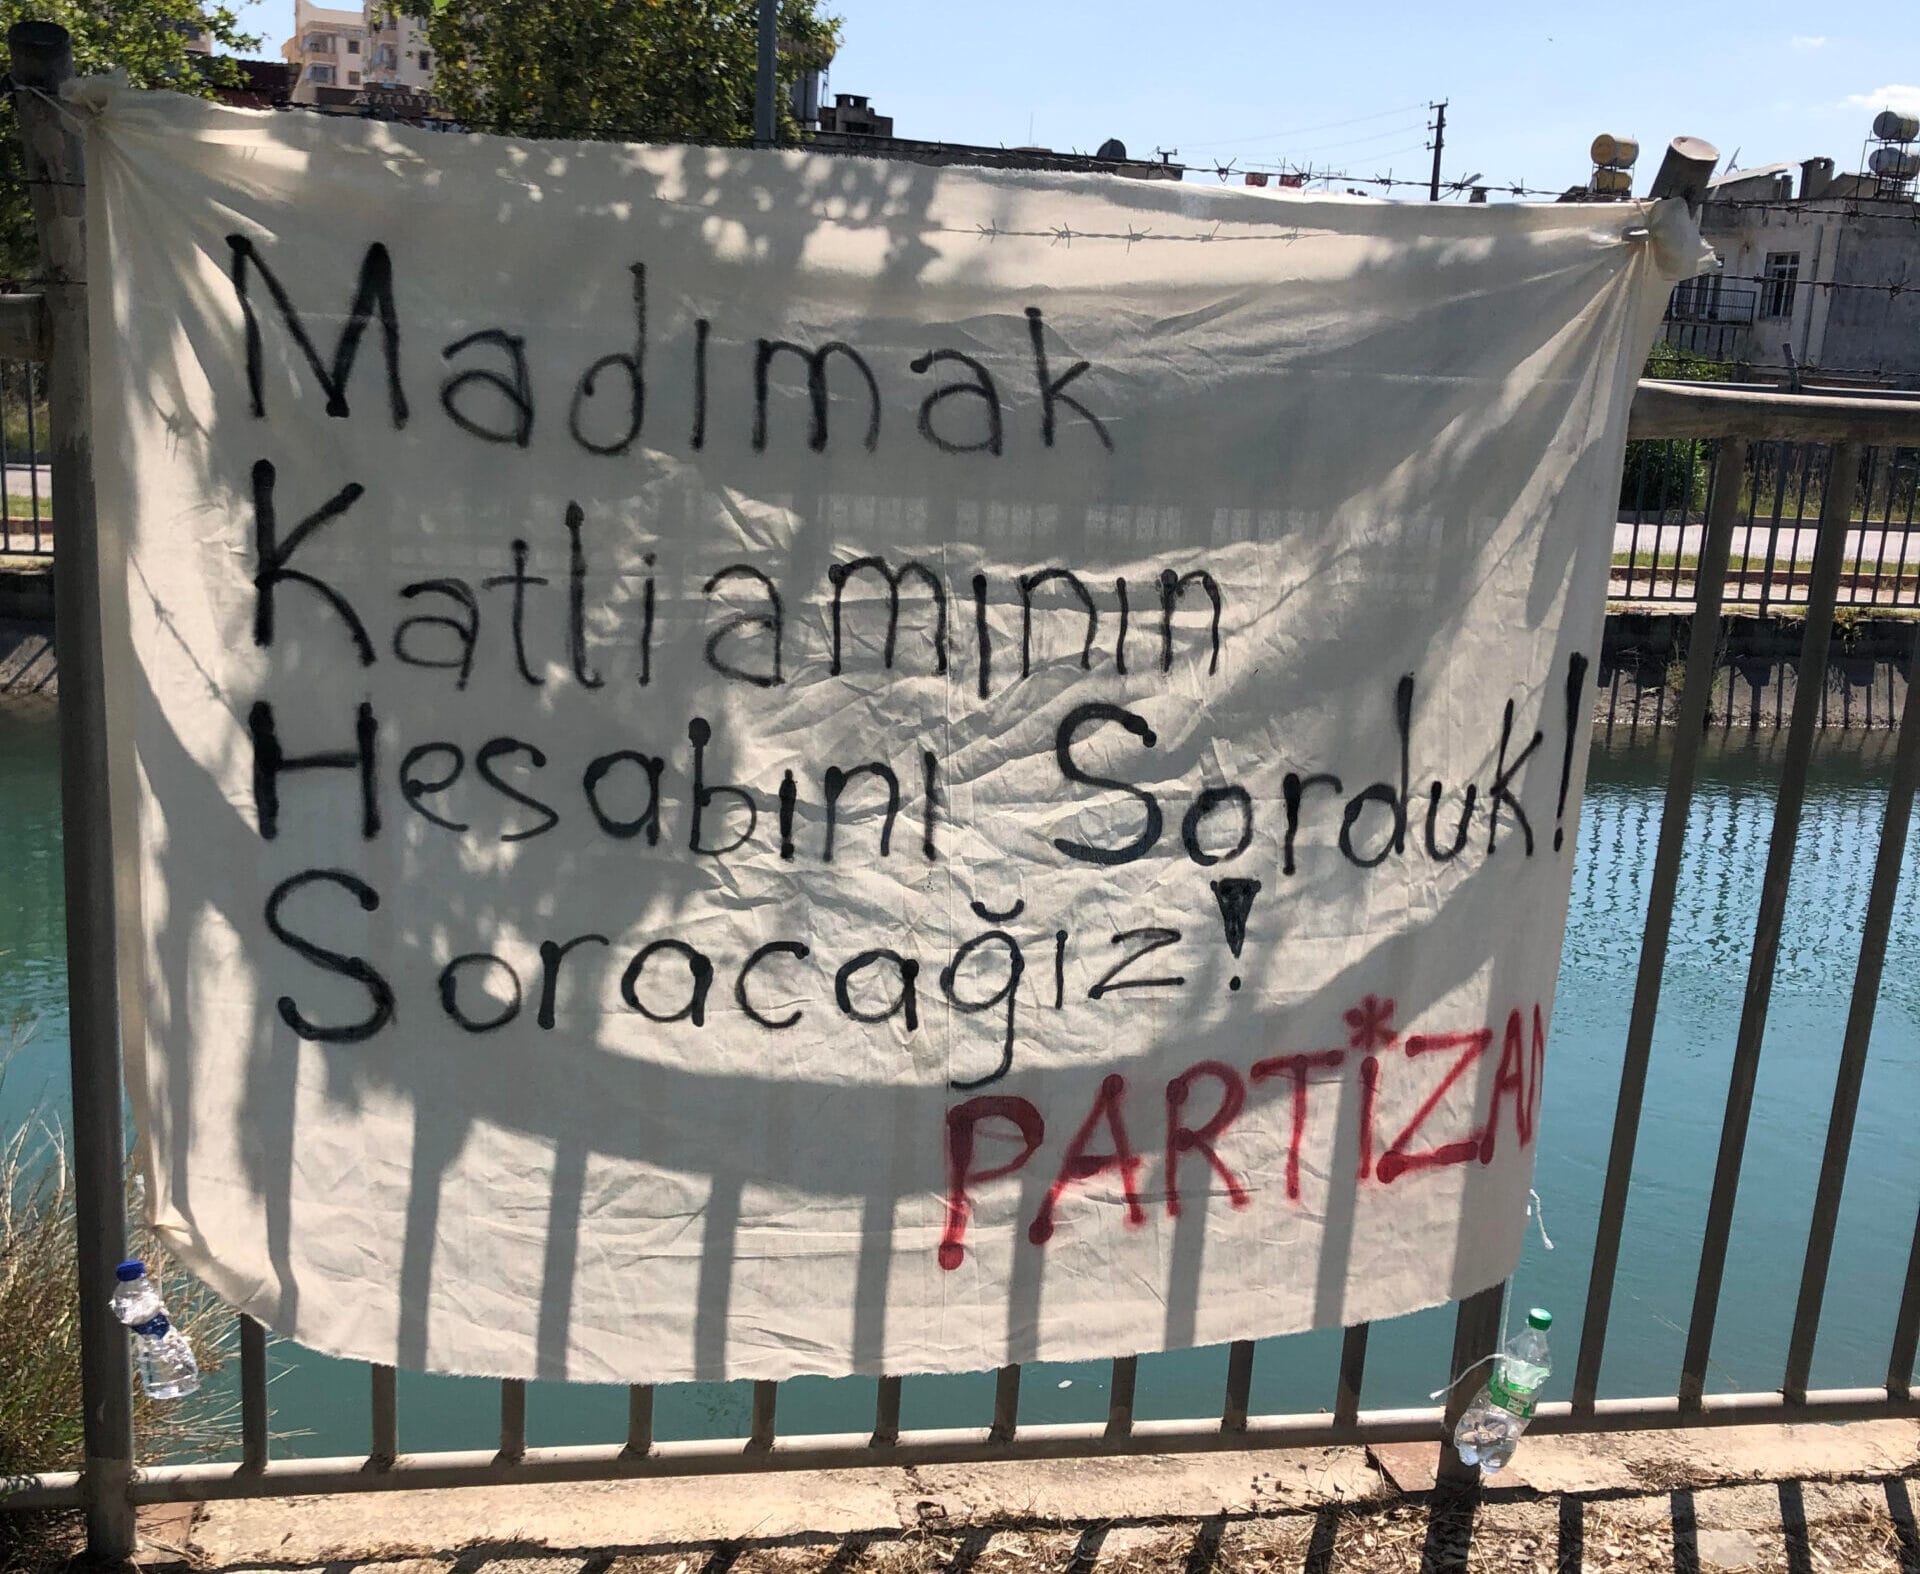 Madımak
Katliamının
Hesabını Sorduk!
Soracağız!
PARTİZAN